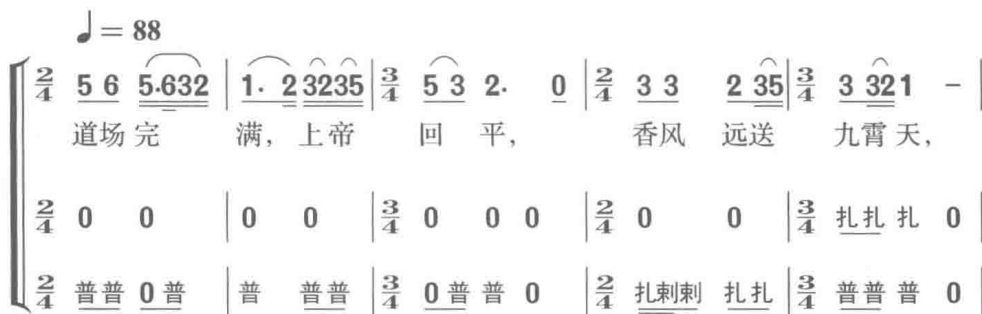 ♩= 88
2/4 5 6 5.632 | 1. 2 3235 | 3/4 5 3 2. 0 | 2/4 3 3 2 35 | 3/4 3 321 - |
道场 完 满, 上帝 回 平, 香风 远送 九霄 天,
2/4 0 0 | 0 0 | 3/4 0 0 0 | 2/4 0 0 | 3/4 扎扎 扎 0 |
2/4 普普 0 普 | 普 普普 | 3/4 0 普 普 0 | 2/4 扎剌剌 扎扎 | 3/4 普普 普 0 |